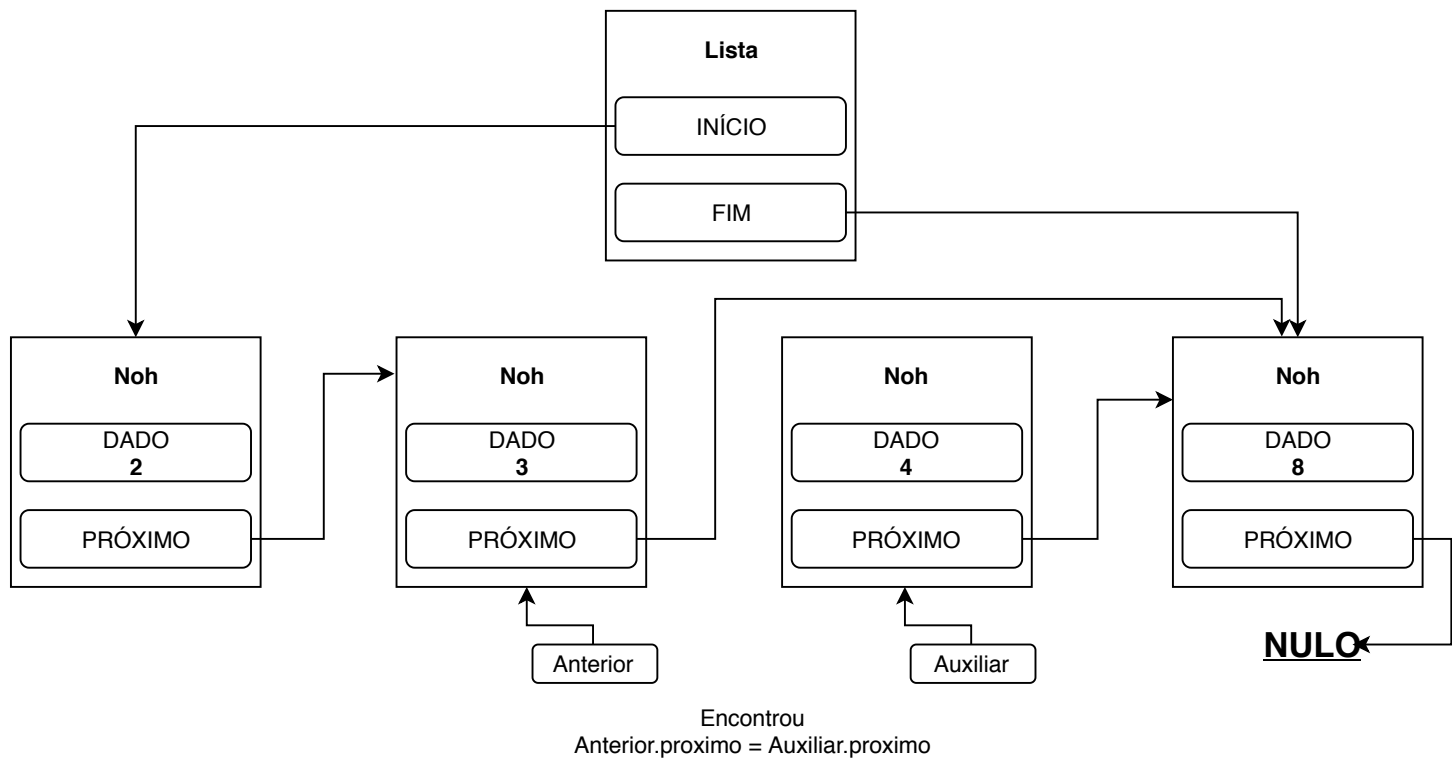 Lista
INÍCIO
FIM
Noh
DADO
2
PRÓXIMO
Noh
DADO
3
PRÓXIMO
Noh
DADO
4
PRÓXIMO
Noh
DADO
8
PRÓXIMO
Anterior
Auxiliar
NULO
Encontrou
Anterior.proximo = Auxiliar.proximo